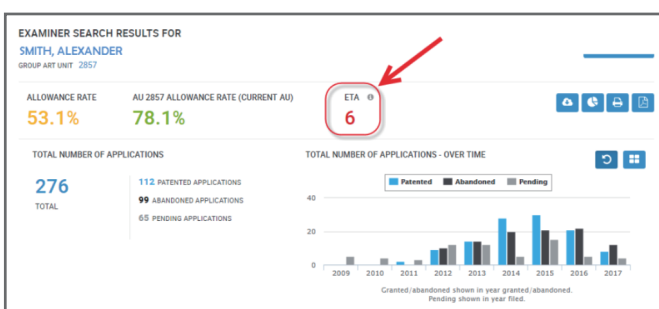 EXAMINER SEARCH RESULTS FOR
SMITH, ALEXANDER
GROUP ART UNIT 2857
ALLOWANCE RATE
53.1%
AU 2857 ALLOWANCE RATE (CURRENT AU)
78.1%
ETA
6
TOTAL NUMBER OF APPLICATIONS
276
TOTAL
112 PATENTED APPLICATIONS
99 ABANDONED APPLICATIONS
65 PENDING APPLICATIONS
TOTAL NUMBER OF APPLICATIONS - OVER TIME
Patented Abandoned Pending
40
20
0
2009 2010 2011 2012 2013 2014 2015 2016 2017
Granted/abandoned shown in year granted/abandoned.
Pending shown in year filed.